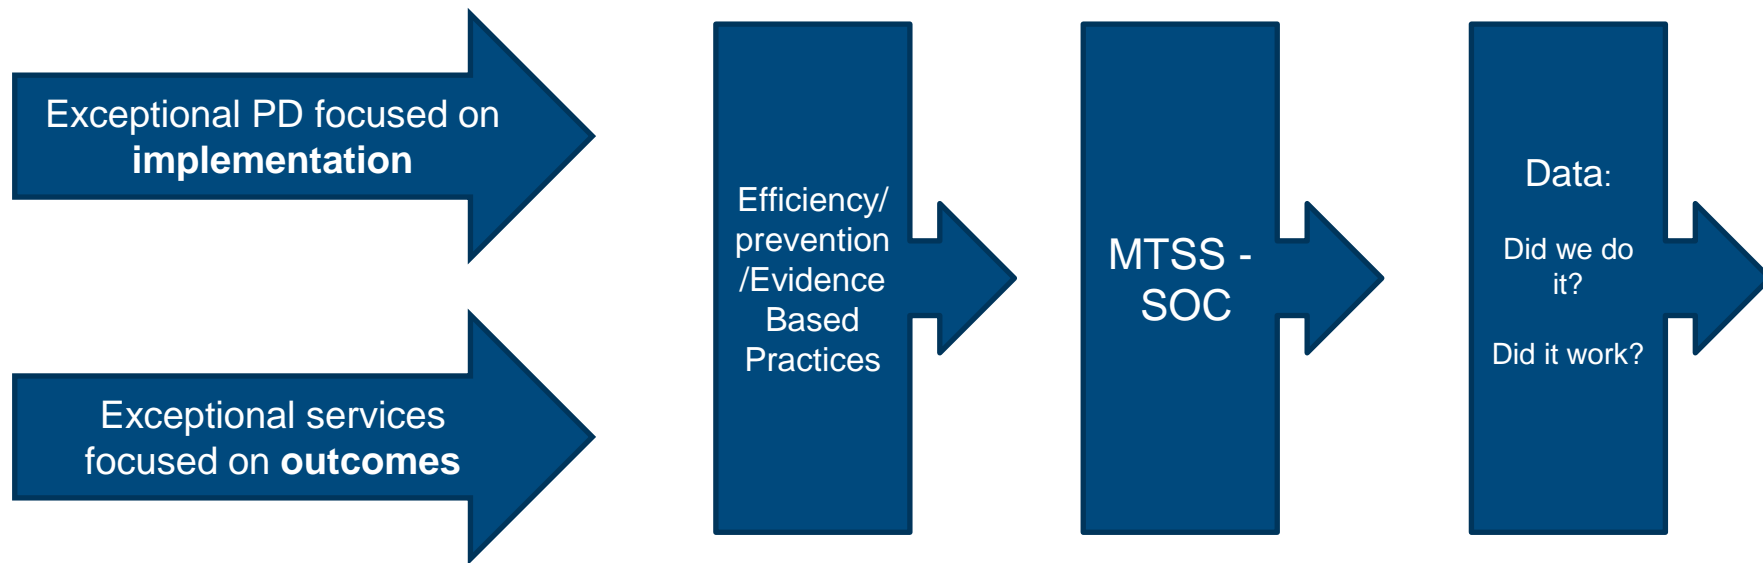 Exceptional PD focused on
implementation
Exceptional services
focused on outcomes
Efficiency/
prevention
/Evidence
Based
Practices
MTSS -
SOC
Data:
Did we do
it?
Did it work?